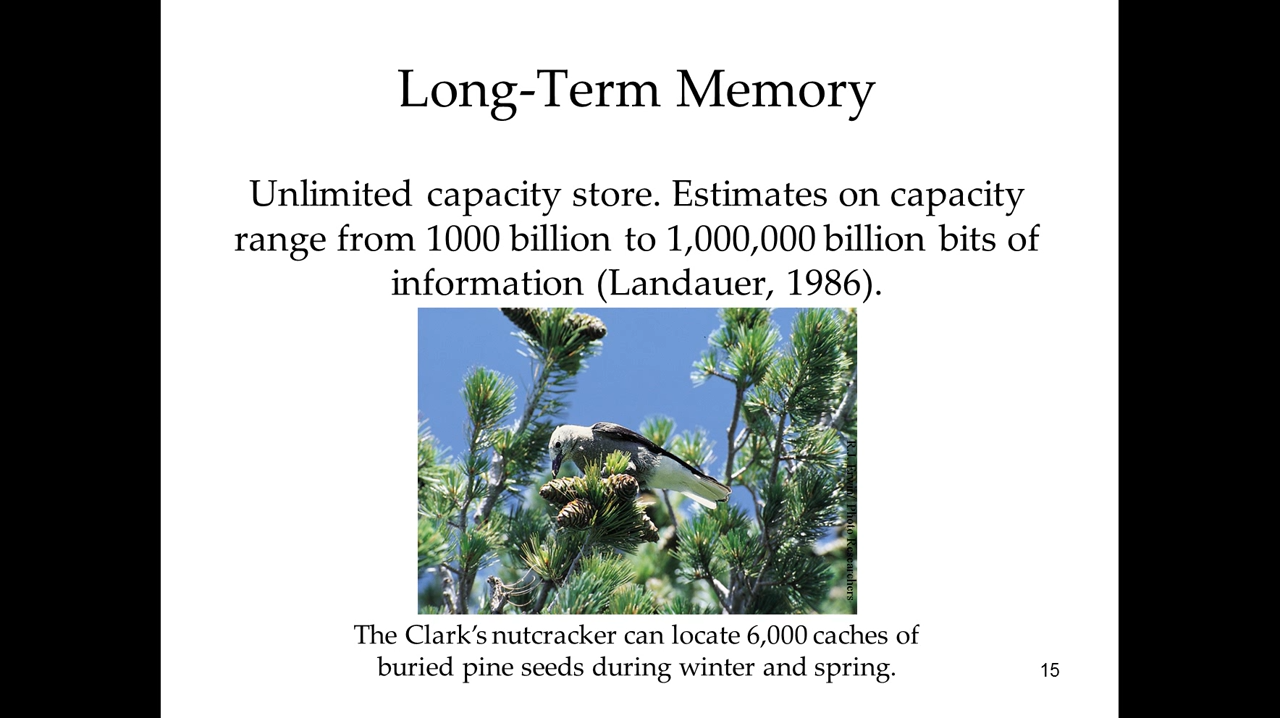 Long-Term Memory
Unlimited capacity store. Estimates on capacity
range from 1000 billion to 1,000,000 billion bits of
information (Landauer, 1986).
Photo Researchers
The Clark's nutcracker can locate 6,000 caches of
buried pine seeds during winter and spring.
15